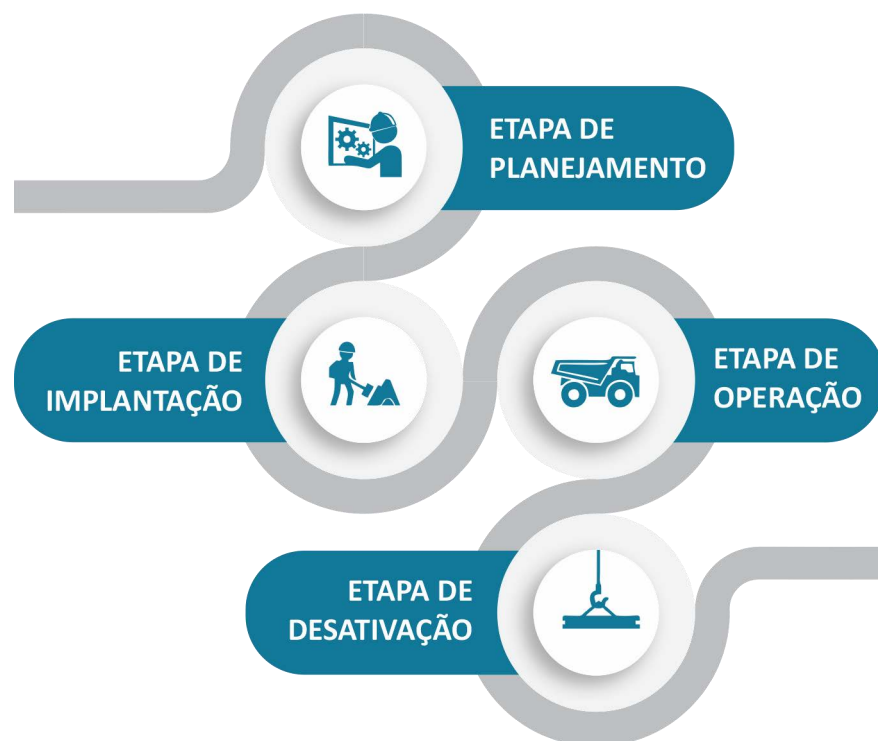 ETAPA DE
PLANEJAMENTO
ETAPA DE
IMPLANTAÇÃO
ETAPA DE
OPERAÇÃO
ETAPA DE
DESATIVAÇÃO